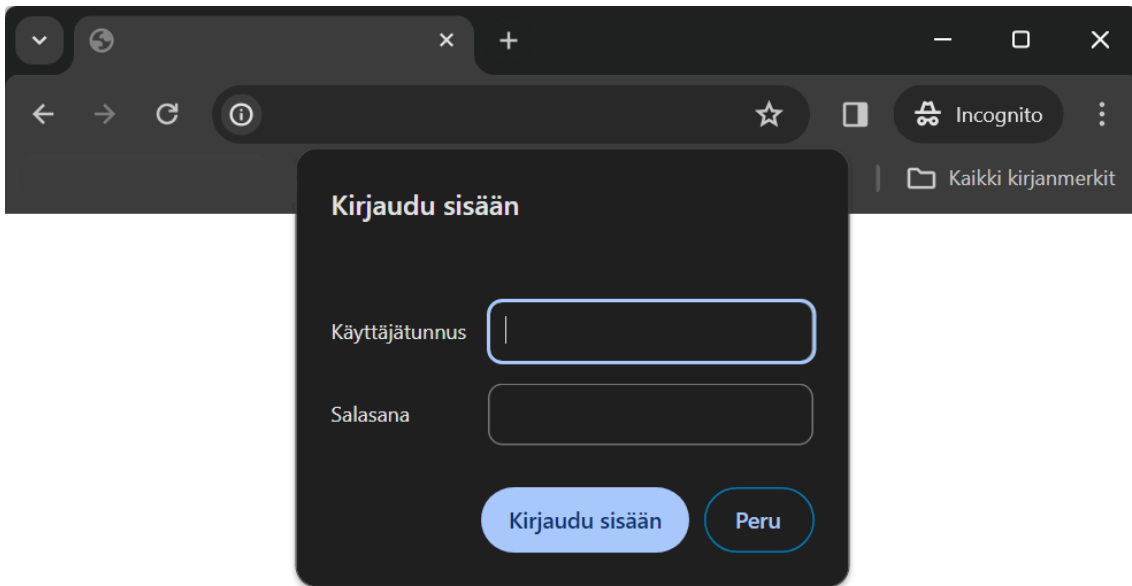 Incognito
Kaikki kirjanmerkit
Kirjaudu sisään
Käyttäjätunnus
Salasana
Kirjaudu sisään
Peru